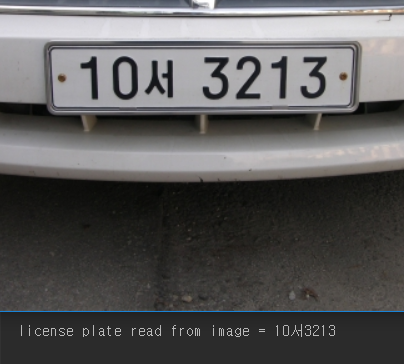 10서 3213
license plate read from image = 10서3213